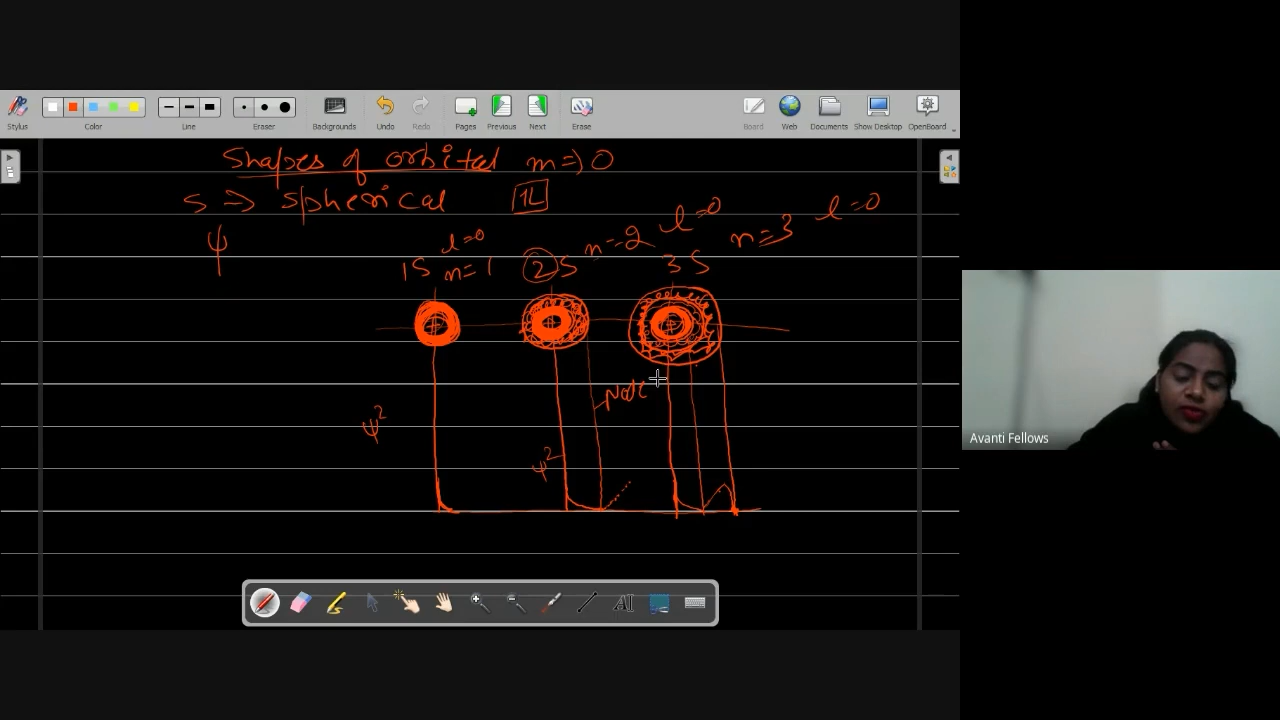 Stylus
Color
Line
Eraser
Backgrounds
Undo
Redo
Pages
Previous
Next
Erase
Board
Web
Documents
Show Desktop
OpenBoard
Shapes of orbital m=>0
s => spherical 1L
ψ
l=0
l=0
l=0
1S n=1
2S n=2
3S n=3
Node
ψ²
ψ²
AI
Avanti Fellows